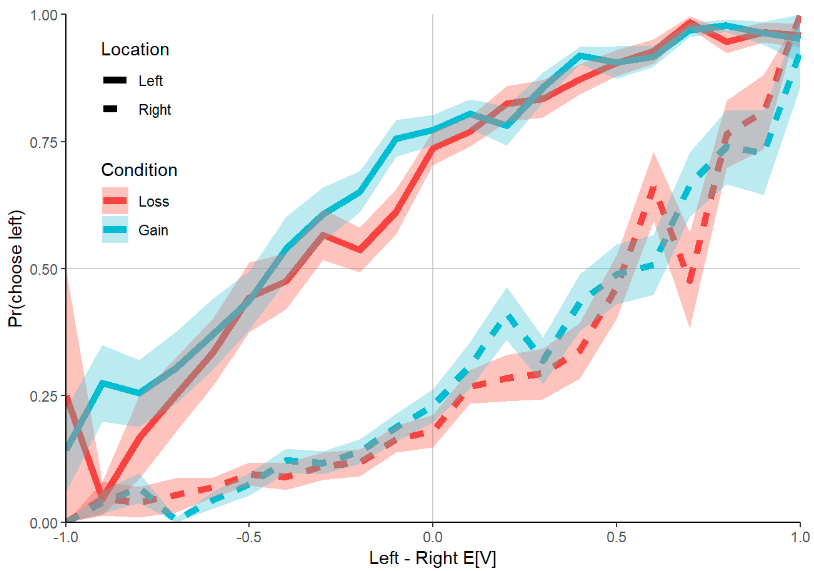 1.00
0.75
0.50
0.25
0.00
Pr(choose left)
Location
Left
Right
Condition
Loss
Gain
-1.0 -0.5 0.0 0.5 1.0
Left - Right E[V]